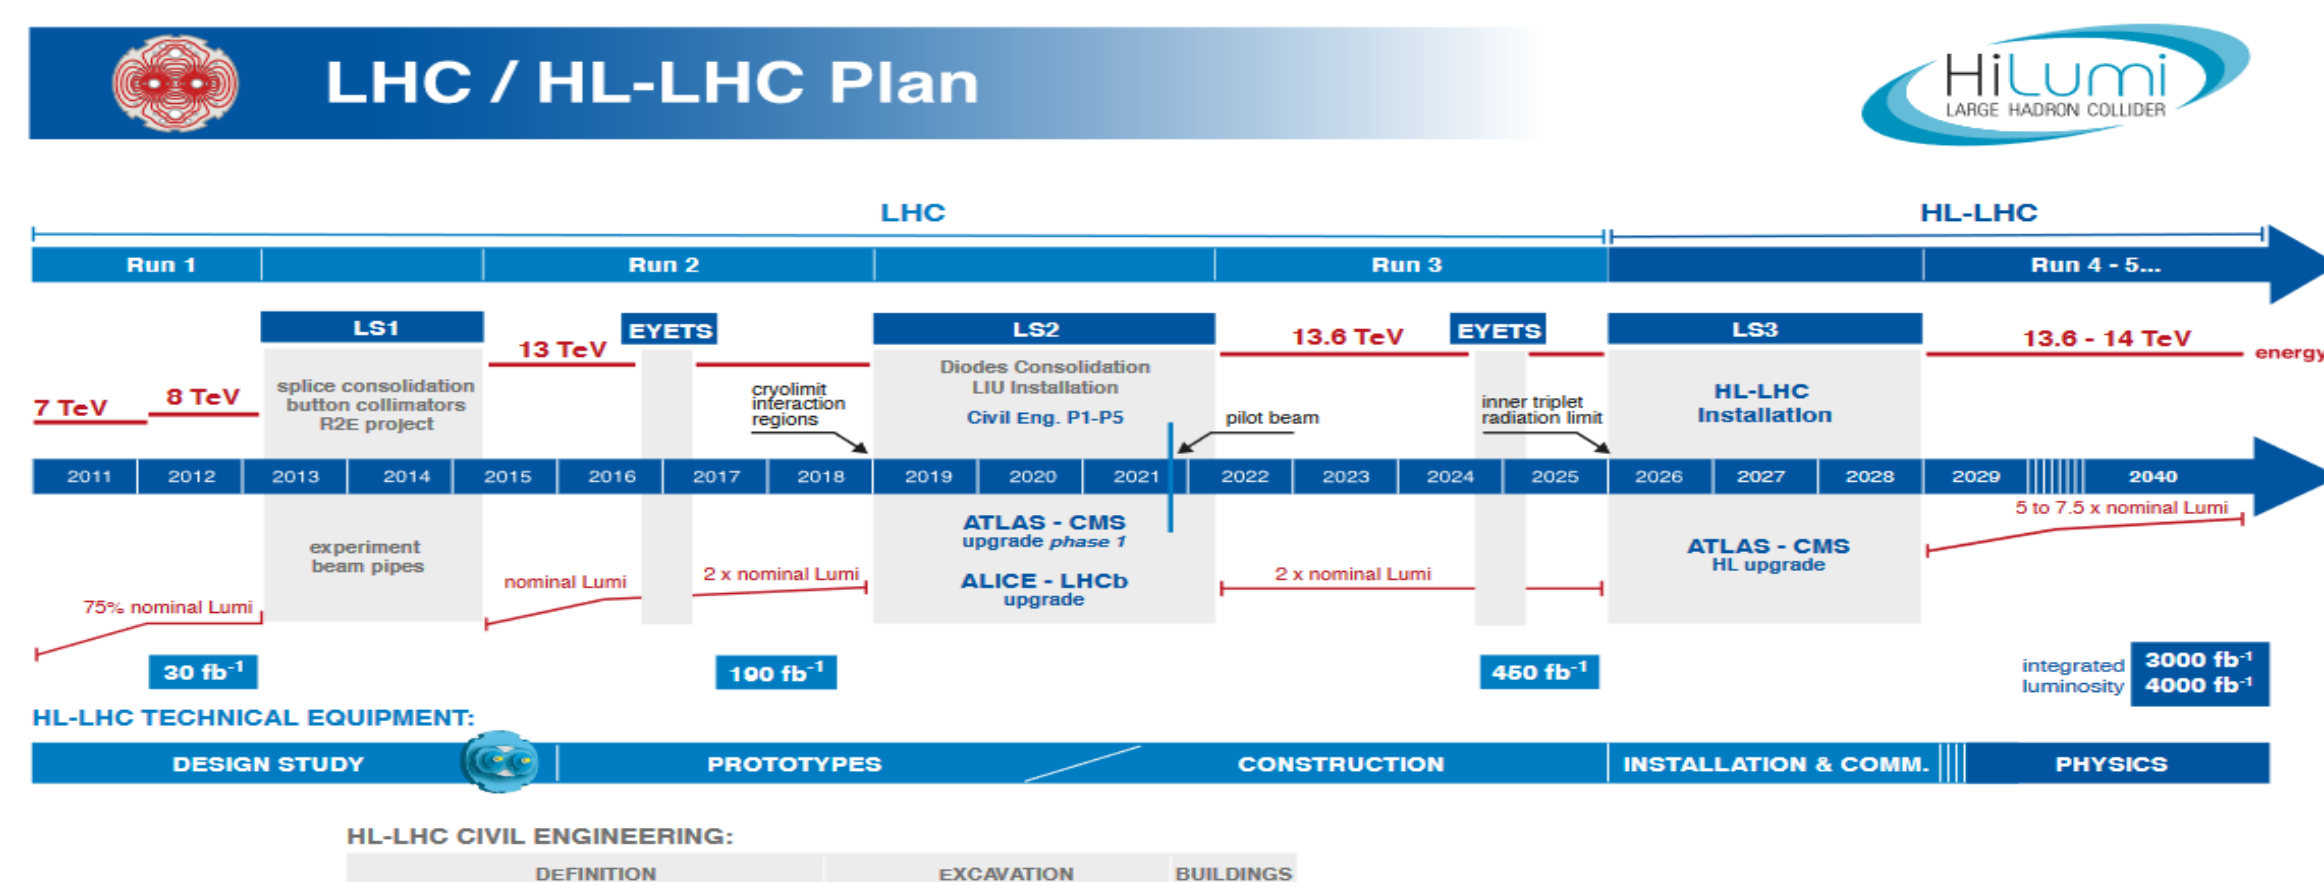 LHC / HL-LHC Plan
HiLumi
LARGE HADRON COLLIDER
LHC
HL-LHC
Run 1
Run 2
Run 3
Run 4 - 5...
LS1
EYETS
LS2
EYETS
LS3
13 TeV
13.6 TeV
13.6 - 14 TeV
energy
7 TeV
8 TeV
splice consolidation
button collimators
R2E project
cryolimit
interaction
regions
Diodes Consolidation
LIU Installation
Civil Eng. P1-P5
pilot beam
inner triplet
radiation limit
HL-LHC
Installation
2011 2012 2013 2014 2015 2016 2017 2018 2019 2020 2021 2022 2023 2024 2025 2026 2027 2028 2029 2040
5 to 7.5 x nominal Lumi
experiment
beam pipes
ATLAS - CMS
upgrade phase 1
ALICE - LHCb
upgrade
ATLAS - CMS
HL upgrade
75% nominal Lumi
nominal Lumi
2 x nominal Lumi
2 x nominal Lumi
30 fb-1
190 fb-1
450 fb-1
integrated
luminosity
3000 fb-1
4000 fb-1
HL-LHC TECHNICAL EQUIPMENT:
DESIGN STUDY
PROTOTYPES
CONSTRUCTION
INSTALLATION & COMM.
PHYSICS
HL-LHC CIVIL ENGINEERING:
DEFINITION
EXCAVATION
BUILDINGS